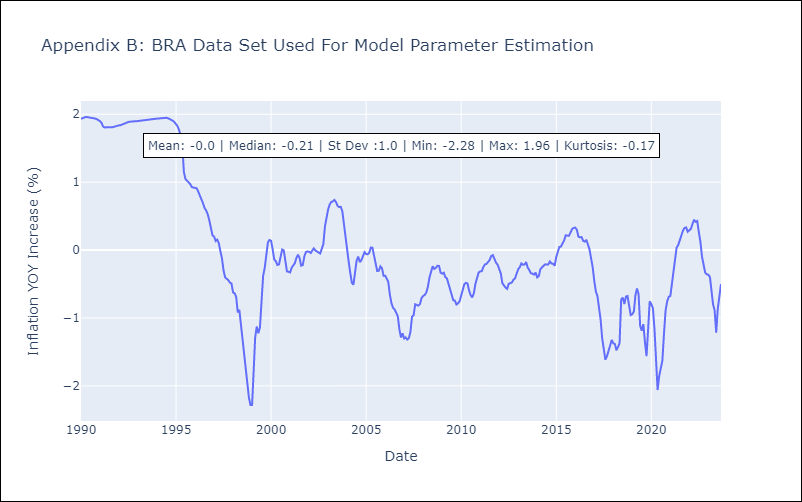 Appendix B: BRA Data Set Used For Model Parameter Estimation
2
Mean: -0.0 | Median: -0.21 | St Dev :1.0 | Min: -2.28 | Max: 1.96 | Kurtosis: -0.17
1
0
−1
−2
Inflation YOY Increase (%)
1990 1995 2000 2005 2010 2015 2020
Date